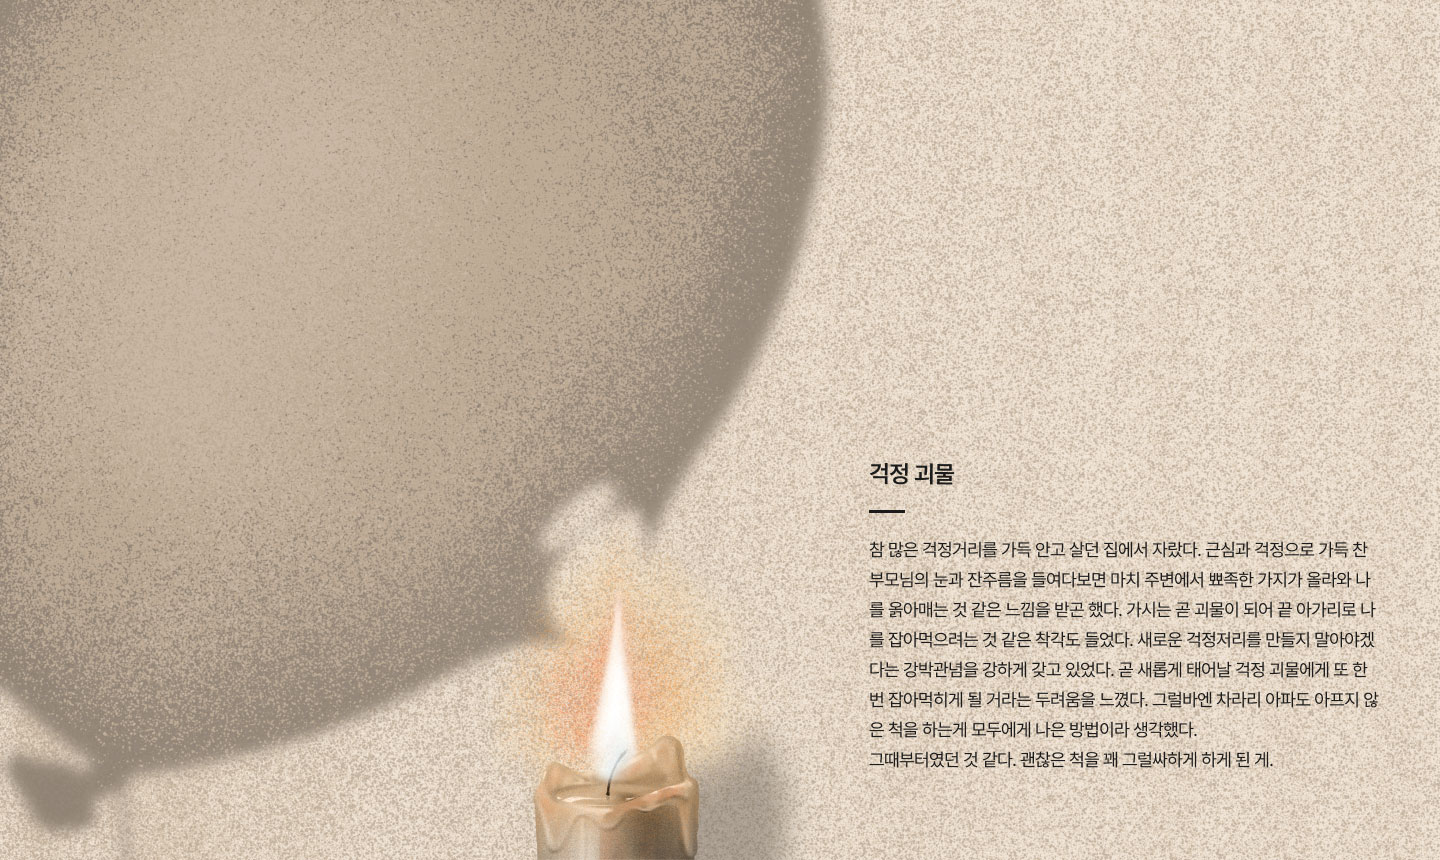 걱정 괴물
참 많은 걱정거리를 가득 안고 살던 집에서 자랐다. 근심과 걱정으로 가득 찬
부모님의 눈과 잔주름을 들여다보면 마치 주변에서 뾰족한 가지가 올라와 나
를 옭아매는 것 같은 느낌을 받곤 했다. 가시는 곧 괴물이 되어 끝 아가리로 나
를 잡아먹으려는 것 같은 착각도 들었다. 새로운 걱정저리를 만들지 말아야겠
다는 강박관념을 강하게 갖고 있었다. 곧 새롭게 태어날 걱정 괴물에게 또 한
번 잡아먹히게 될 거라는 두려움을 느꼈다. 그럴바엔 차라리 아파도 아프지 않
은 척을 하는게 모두에게 나은 방법이라 생각했다.
그때부터였던 것 같다. 괜찮은 척을 꽤 그럴싸하게 하게 된 게.